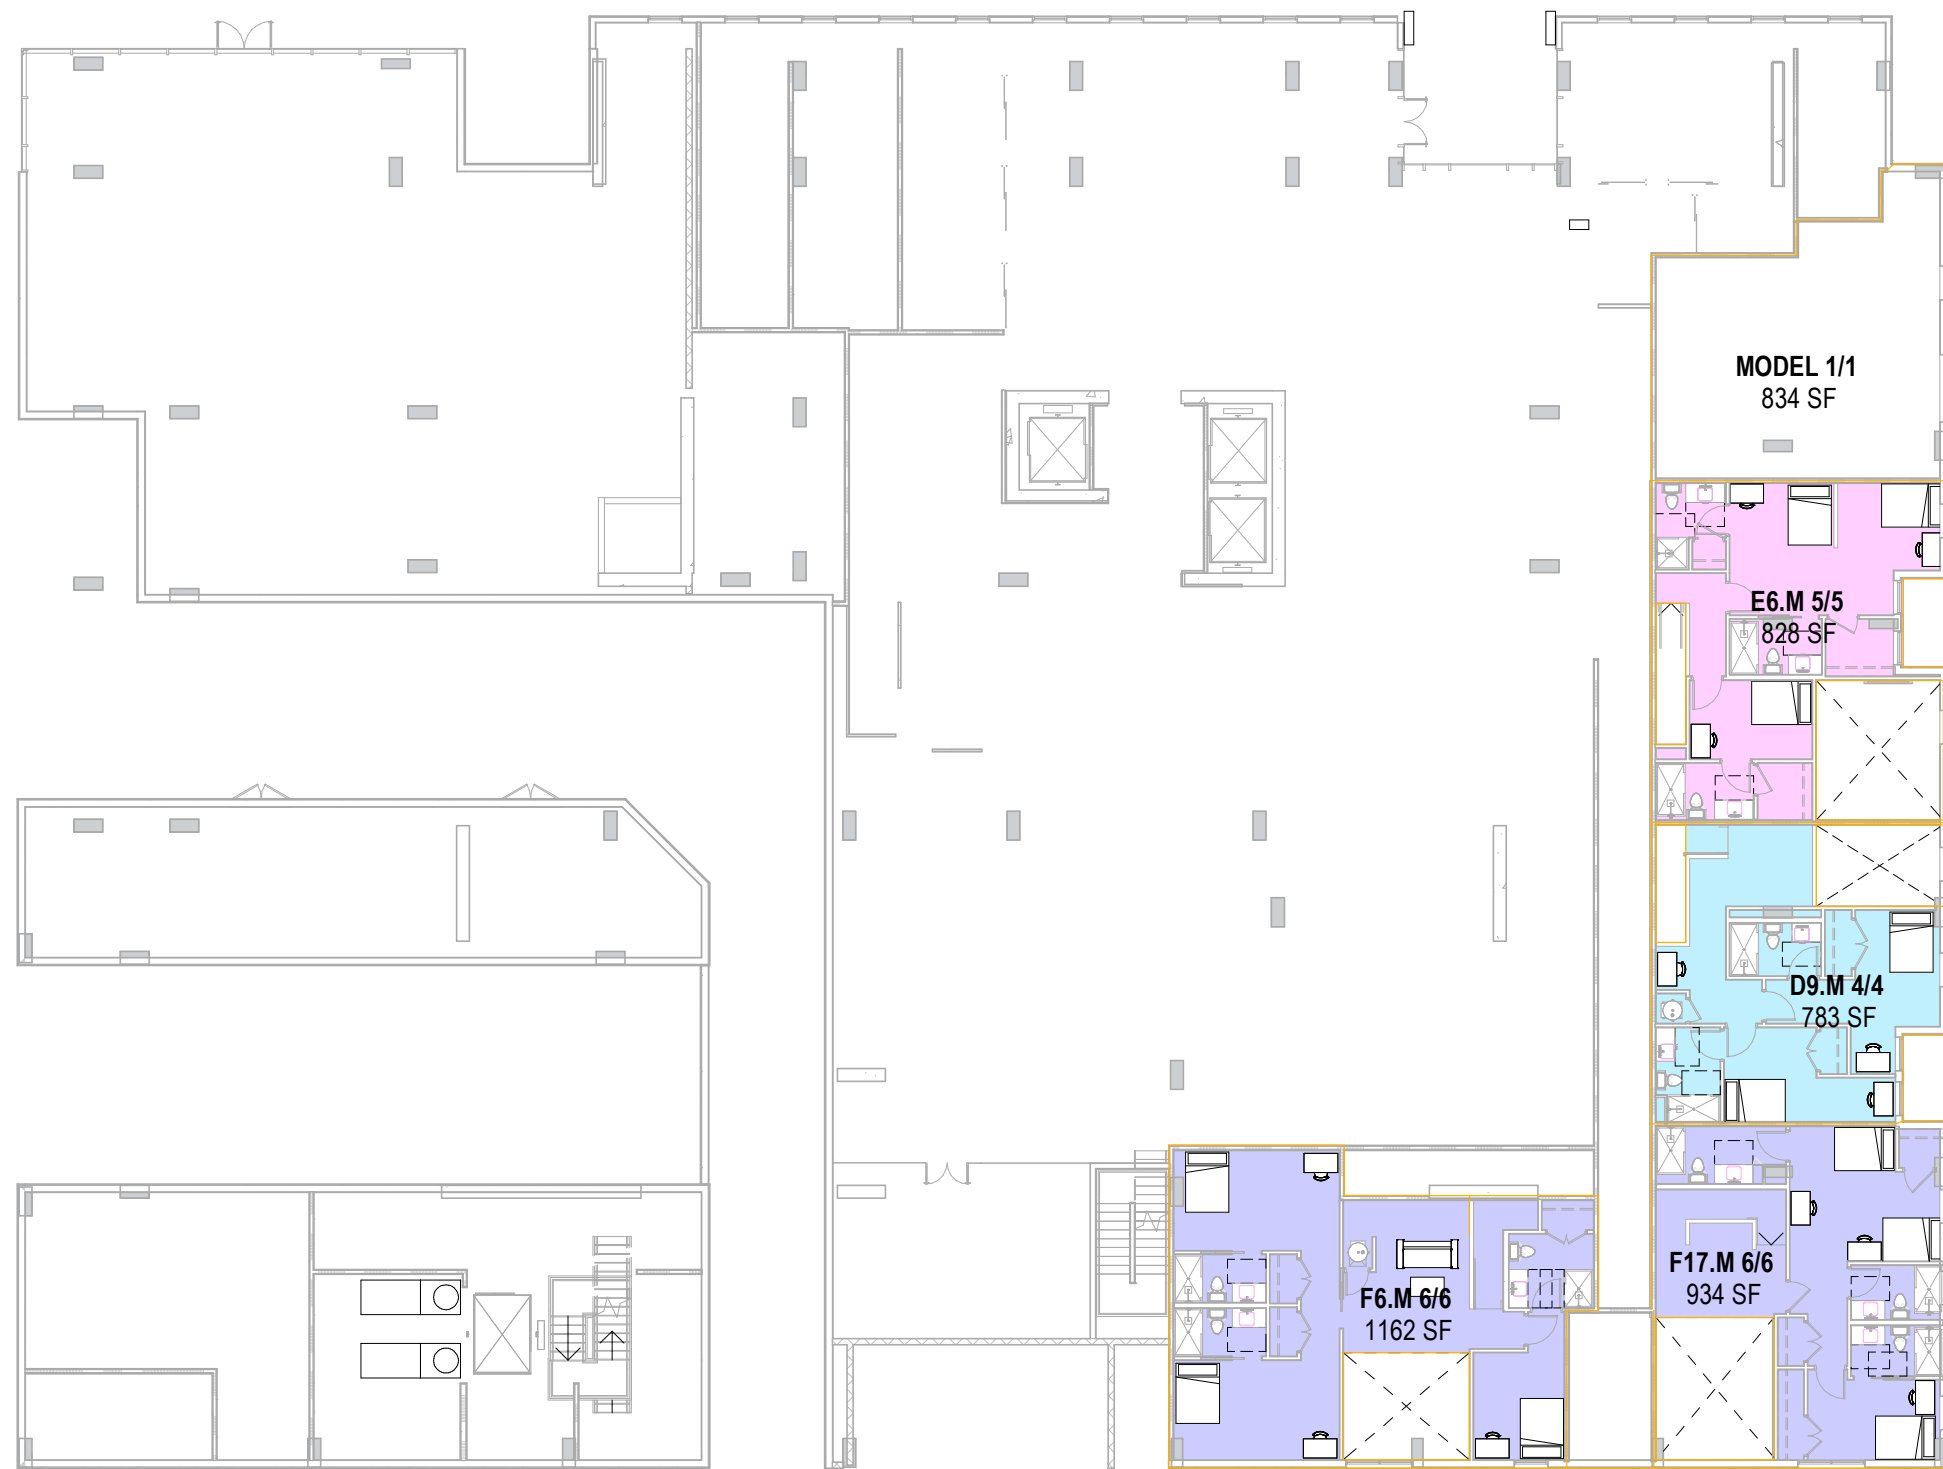 MODEL 1/1
834 SF
E6.M 5/5
828 SF
D9.M 4/4
783 SF
F17.M 6/6
934 SF
F6.M 6/6
1162 SF